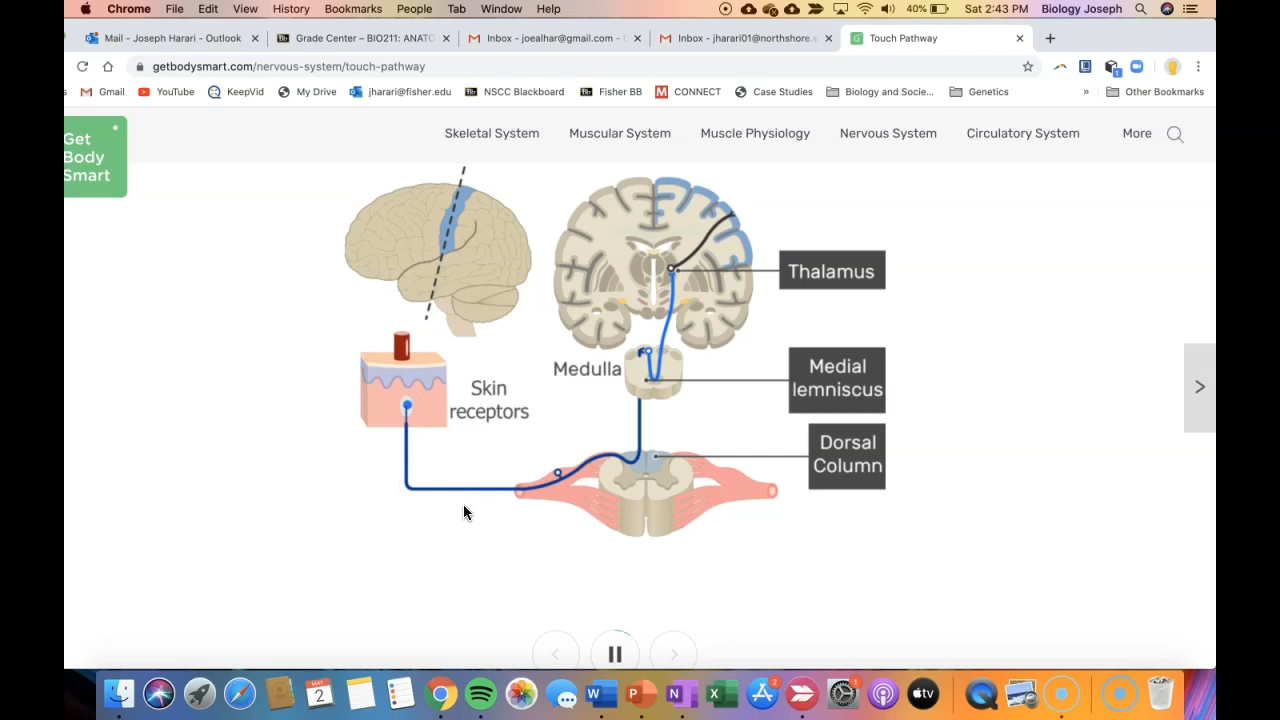 Chrome File Edit View History Bookmarks People Tab Window Help 40% Sat 2:43 PM Biology Joseph
Mail - Joseph Harari - Outlook Grade Center – BIO211: ANATO Inbox - joealhar@gmail.com - Inbox - jharari01@northshore.e Touch Pathway
getbodysmart.com/nervous-system/touch-pathway
Gmail YouTube KeepVid My Drive jharari@fisher.edu NSCC Blackboard Fisher BB CONNECT Case Studies Biology and Socie... Genetics » Other Bookmarks
Get
Body
Smart
Skeletal System Muscular System Muscle Physiology Nervous System Circulatory System More
Thalamus
Medulla
Medial
lemniscus
Skin
receptors
Dorsal
Column
MAY
2
tv